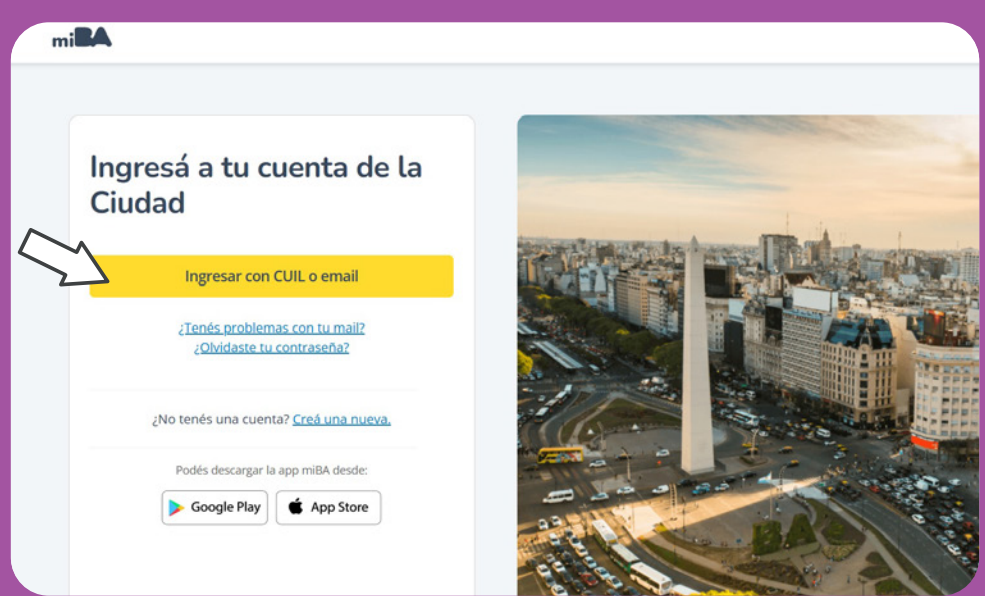 miBA
Ingresá a tu cuenta de la
Ciudad
Ingresar con CUIL o email
¿Tenés problemas con tu mail?
¿Olvidaste tu contraseña?
¿No tenés una cuenta? Creá una nueva.
Podés descargar la app miBA desde:
Google Play
App Store